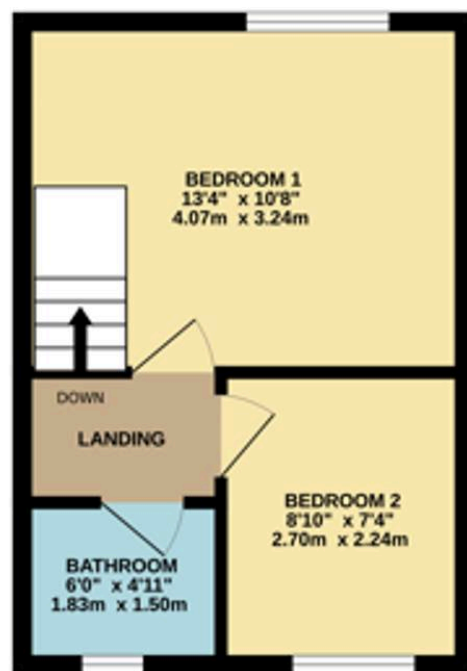 BEDROOM 1
13'4" x 10'8"
4.07m x 3.24m
DOWN
LANDING
BEDROOM 2
8'10" x 7'4"
2.70m x 2.24m
BATHROOM
6'0" x 4'11"
1.83m x 1.50m